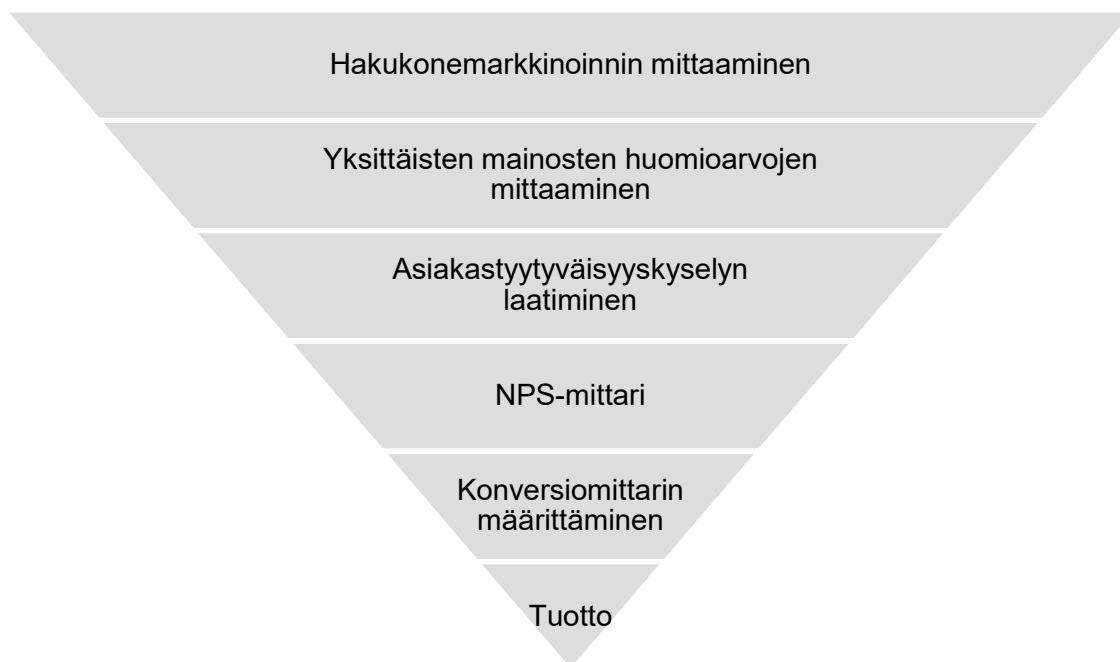 Hakukonemarkkinoinnin mittaaminen
Yksittäisten mainosten huomioarvojen
mittaaminen
Asiakastyytyväisyyskyselyn
laatiminen
NPS-mittari
Konversiomittarin
määrittäminen
Tuotto